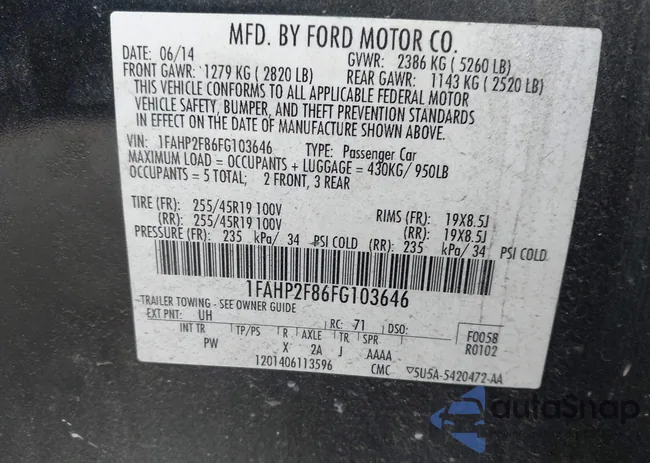 MFD. BY FORD MOTOR CO.
DATE: 06/14 GVWR: 2386 KG ( 5260 LB)
FRONT GAWR: 1279 KG ( 2820 LB) REAR GAWR: 1143 KG ( 2520 LB)
THIS VEHICLE CONFORMS TO ALL APPLICABLE FEDERAL MOTOR
VEHICLE SAFETY, BUMPER, AND THEFT PREVENTION STANDARDS
IN EFFECT ON THE DATE OF MANUFACTURE SHOWN ABOVE.
VIN: 1FAHP2F86FG103646 TYPE: Passenger Car
MAXIMUM LOAD = OCCUPANTS + LUGGAGE = 430KG/ 950LB
OCCUPANTS = 5 TOTAL; 2 FRONT, 3 REAR
TIRE (FR): 255/45R19 100V RIMS (FR): 19X8.5J
(RR): 255/45R19 100V (RR): 19X8.5J
PRESSURE (FR): 235 kPa/ 34 PSI COLD (RR): 235 kPa/ 34 PSI COLD
1FAHP2F86FG103646
TRAILER TOWING - SEE OWNER GUIDE
EXT PNT: UH RC: 71 DSO: F0058
INT TR TP/PS R AXLE TR SPR R0102
PW X 2A J AAAA
1201406113596 CMC ▽5U5A-5420472-AA
autoSnap